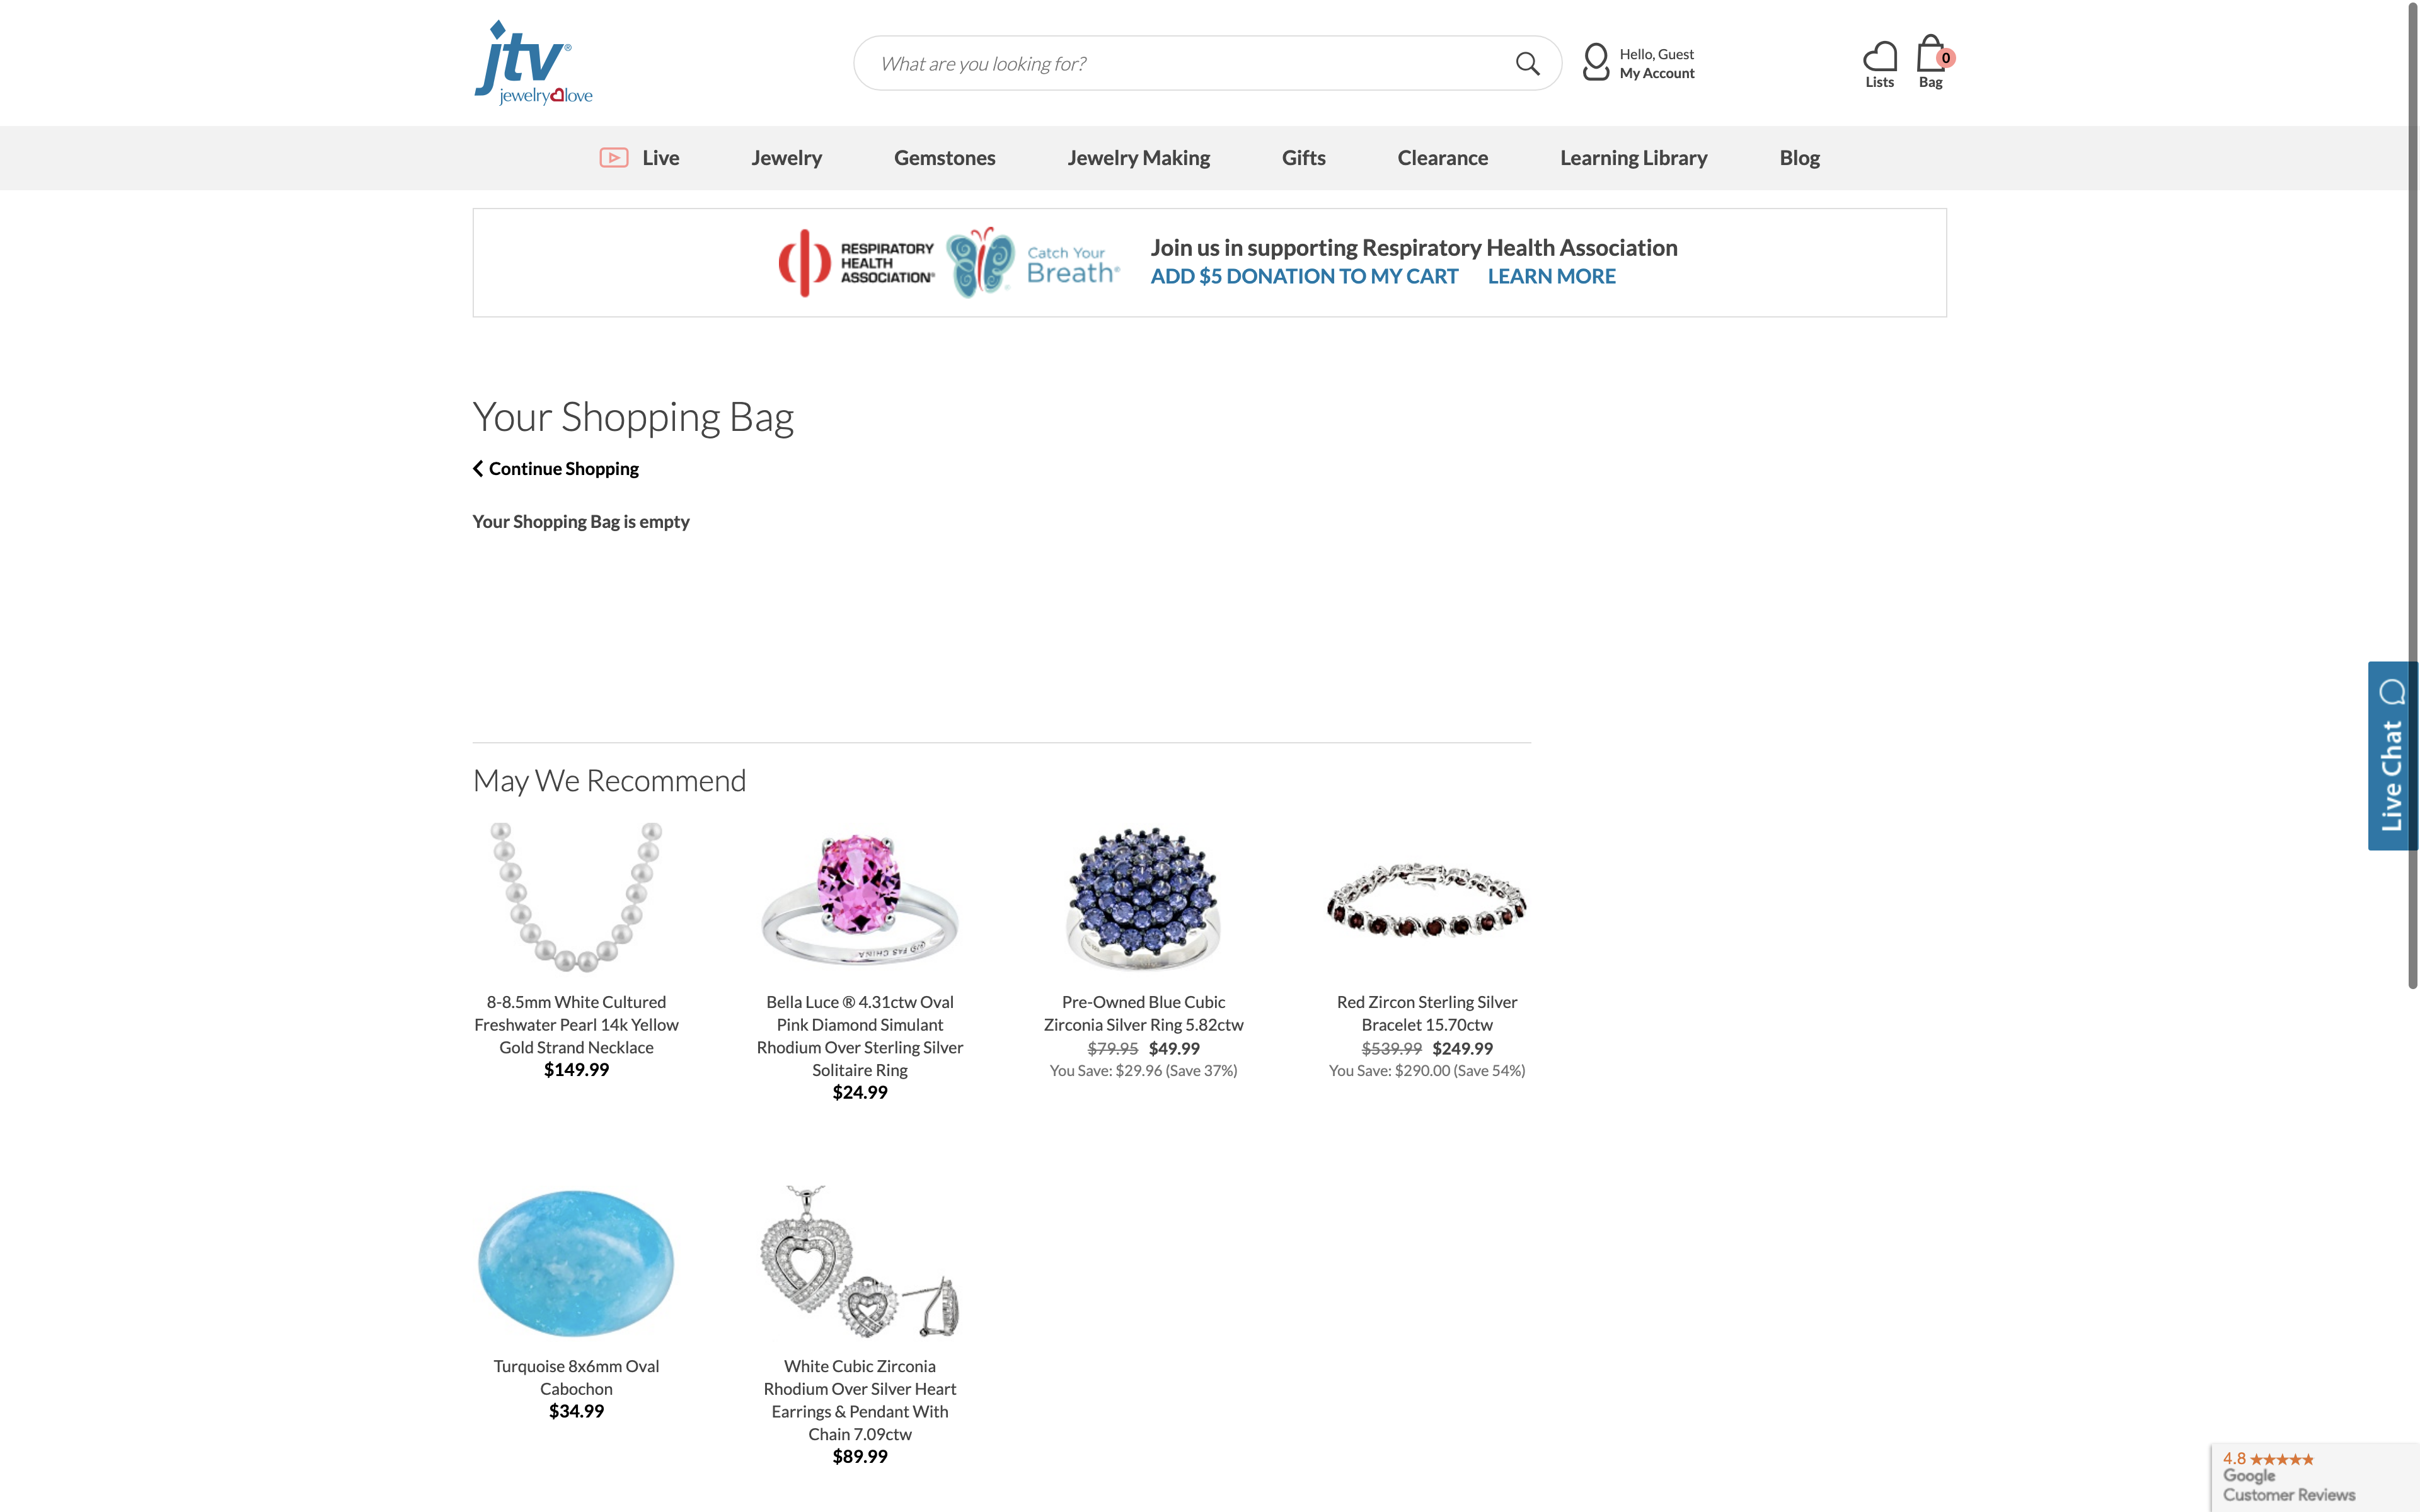 jtv®
jewelry love
What are you looking for?
Hello, Guest
My Account
Lists
0
Bag
Live
Jewelry
Gemstones
Jewelry Making
Gifts
Clearance
Learning Library
Blog
RESPIRATORY
HEALTH
ASSOCIATION®
Catch Your
Breath®
Join us in supporting Respiratory Health Association
ADD $5 DONATION TO MY CART
LEARN MORE
Your Shopping Bag
Continue Shopping
Your Shopping Bag is empty
Live Chat
May We Recommend
8-8.5mm White Cultured
Freshwater Pearl 14k Yellow
Gold Strand Necklace
$149.99
Bella Luce ® 4.31ctw Oval
Pink Diamond Simulant
Rhodium Over Sterling Silver
Solitaire Ring
$24.99
Pre-Owned Blue Cubic
Zirconia Silver Ring 5.82ctw
$79.95 $49.99
You Save: $29.96 (Save 37%)
Red Zircon Sterling Silver
Bracelet 15.70ctw
$539.99 $249.99
You Save: $290.00 (Save 54%)
Turquoise 8x6mm Oval
Cabochon
$34.99
White Cubic Zirconia
Rhodium Over Silver Heart
Earrings & Pendant With
Chain 7.09ctw
$89.99
4.8
Google
Customer Reviews